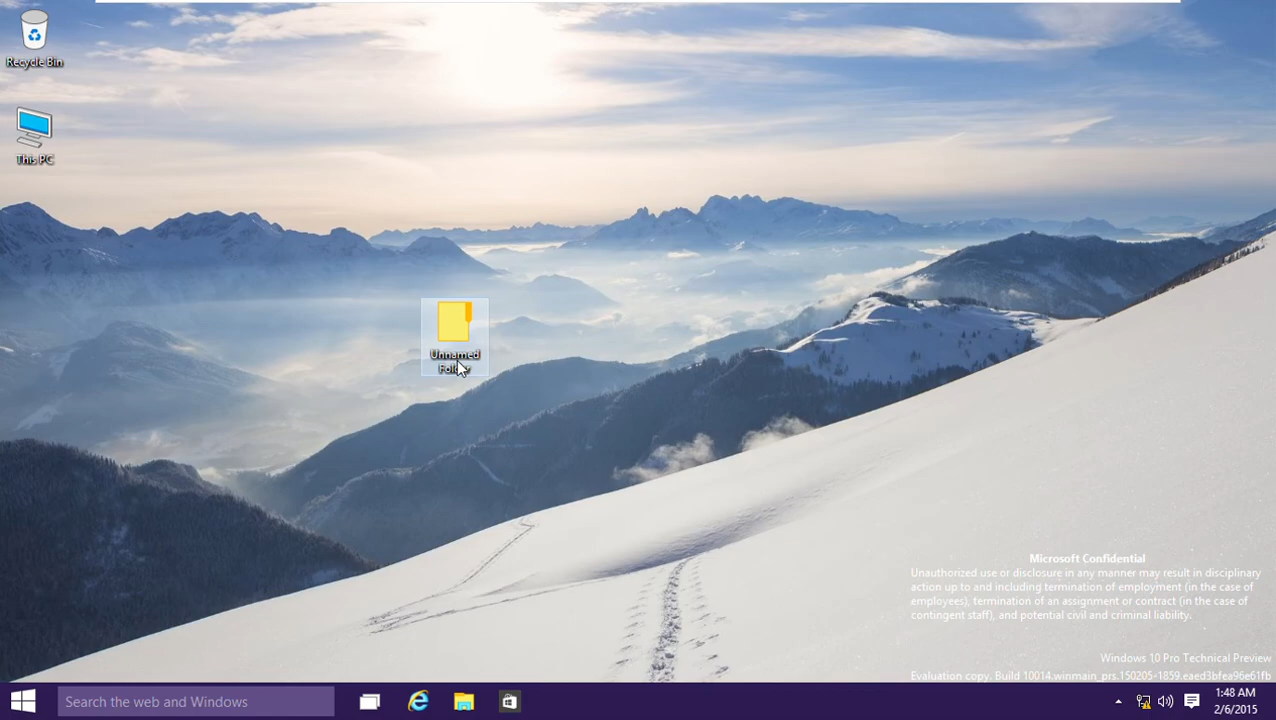 Recycle Bin
This PC
Unnamed
Microsoft Confidential
Unauthorized use or disclosure in any manner may result in disciplinary
action up to and including termination of employment (in the case of
employees), termination of an assignment or contract (in the case of
contingent staff), and potential civil and criminal liability.
Windows 10 Pro Technical Preview
Evaluation copy. Build 10014.winmain_prs.150205-1859.eaed3bfea96e61fb
Search the web and Windows
1:48 AM
2/6/2015